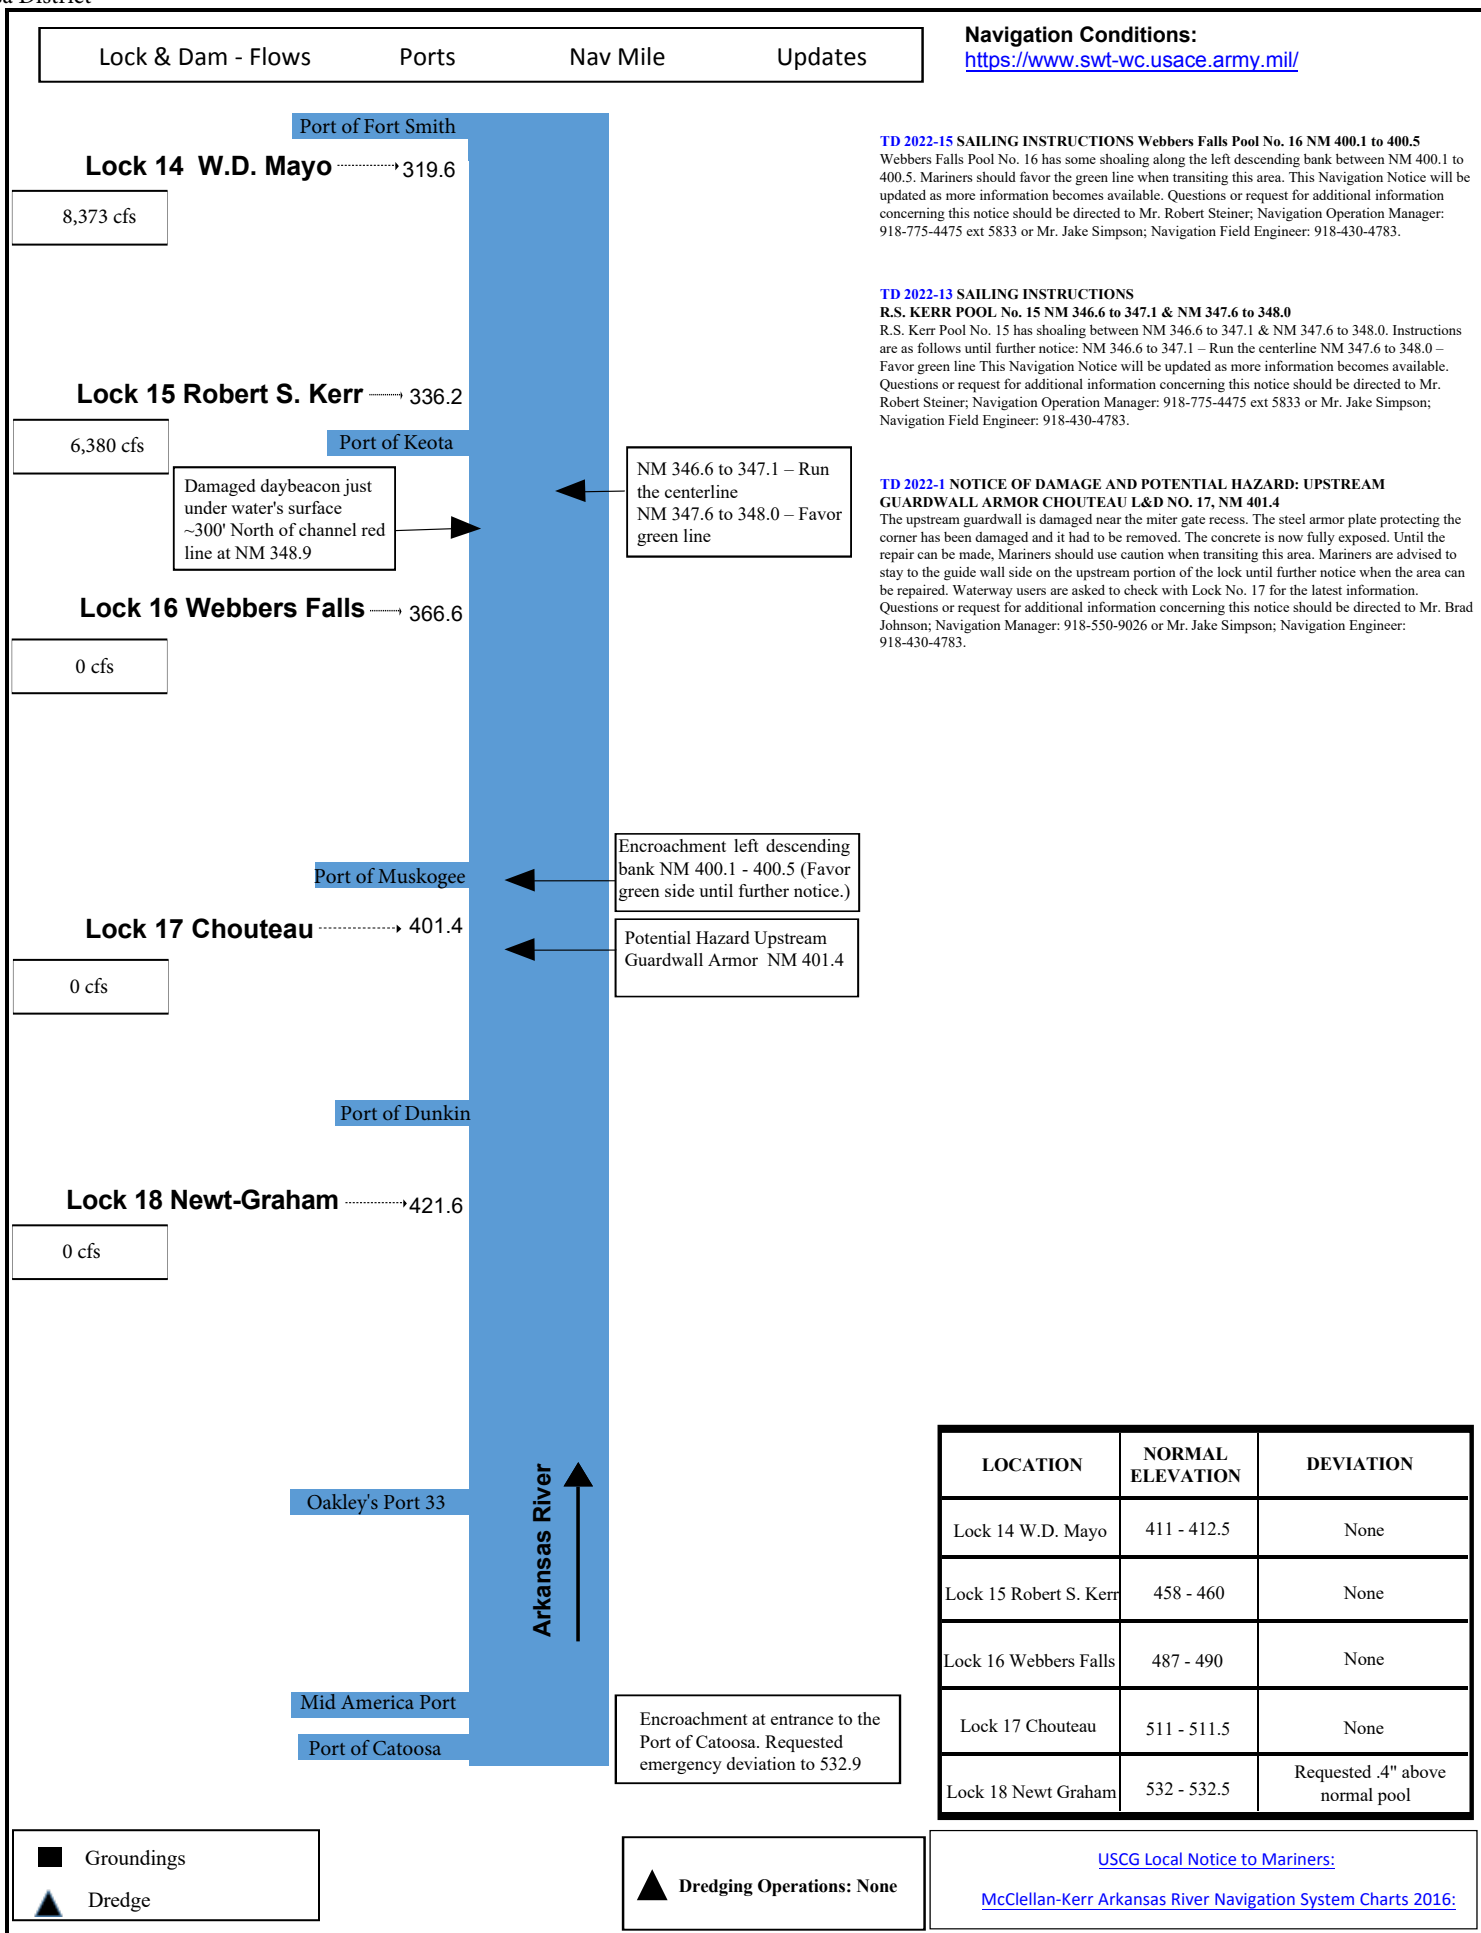 District
Lock & Dam - Flows Ports Nav Mile Updates
Navigation Conditions:
https://www.swt-wc.usace.army.mil/
Port of Fort Smith
Lock 14 W.D. Mayo 319.6
8,373 cfs
Lock 15 Robert S. Kerr 336.2
6,380 cfs
Port of Keota
Damaged daybeacon just
under water's surface
~300' North of channel red
line at NM 348.9
NM 346.6 to 347.1 – Run
the centerline
NM 347.6 to 348.0 – Favor
green line
Lock 16 Webbers Falls 366.6
0 cfs
Encroachment left descending
bank NM 400.1 - 400.5 (Favor
green side until further notice.)
Port of Muskogee
Lock 17 Chouteau 401.4
Potential Hazard Upstream
Guardwall Armor NM 401.4
0 cfs
Port of Dunkin
Lock 18 Newt-Graham 421.6
0 cfs
Arkansas River
Oakley's Port 33
Mid America Port
Port of Catoosa
Encroachment at entrance to the
Port of Catoosa. Requested
emergency deviation to 532.9
TD 2022-15 SAILING INSTRUCTIONS Webbers Falls Pool No. 16 NM 400.1 to 400.5
Webbers Falls Pool No. 16 has some shoaling along the left descending bank between NM 400.1 to
400.5. Mariners should favor the green line when transiting this area. This Navigation Notice will be
updated as more information becomes available. Questions or request for additional information
concerning this notice should be directed to Mr. Robert Steiner; Navigation Operation Manager:
918-775-4475 ext 5833 or Mr. Jake Simpson; Navigation Field Engineer: 918-430-4783.
TD 2022-13 SAILING INSTRUCTIONS
R.S. KERR POOL No. 15 NM 346.6 to 347.1 & NM 347.6 to 348.0
R.S. Kerr Pool No. 15 has shoaling between NM 346.6 to 347.1 & NM 347.6 to 348.0. Instructions
are as follows until further notice: NM 346.6 to 347.1 – Run the centerline NM 347.6 to 348.0 –
Favor green line This Navigation Notice will be updated as more information becomes available.
Questions or request for additional information concerning this notice should be directed to Mr.
Robert Steiner; Navigation Operation Manager: 918-775-4475 ext 5833 or Mr. Jake Simpson;
Navigation Field Engineer: 918-430-4783.
TD 2022-1 NOTICE OF DAMAGE AND POTENTIAL HAZARD: UPSTREAM
GUARDWALL ARMOR CHOUTEAU L&D NO. 17, NM 401.4
The upstream guardwall is damaged near the miter gate recess. The steel armor plate protecting the
corner has been damaged and it had to be removed. The concrete is now fully exposed. Until the
repair can be made, Mariners should use caution when transiting this area. Mariners are advised to
stay to the guide wall side on the upstream portion of the lock until further notice when the area can
be repaired. Waterway users are asked to check with Lock No. 17 for the latest information.
Questions or request for additional information concerning this notice should be directed to Mr. Brad
Johnson; Navigation Manager: 918-550-9026 or Mr. Jake Simpson; Navigation Engineer:
918-430-4783.
LOCATION NORMAL ELEVATION DEVIATION
Lock 14 W.D. Mayo 411 - 412.5 None
Lock 15 Robert S. Kerr 458 - 460 None
Lock 16 Webbers Falls 487 - 490 None
Lock 17 Chouteau 511 - 511.5 None
Lock 18 Newt Graham 532 - 532.5 Requested .4" above normal pool
Groundings
Dredge
Dredging Operations: None
USCG Local Notice to Mariners:
McClellan-Kerr Arkansas River Navigation System Charts 2016: